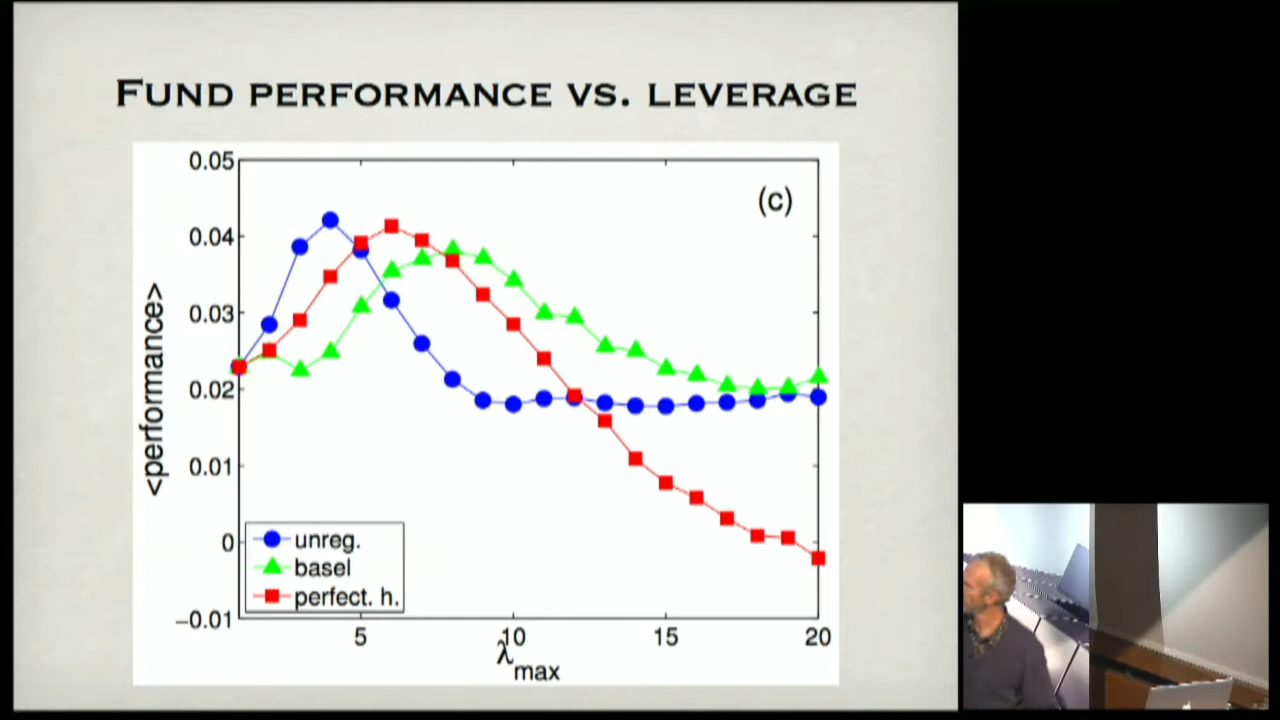 FUND PERFORMANCE VS. LEVERAGE
(c)
0.05
0.04
0.03
0.02
0.01
0
−0.01
<performance>
unreg.
basel
perfect. h.
5
10
15
20
λmax